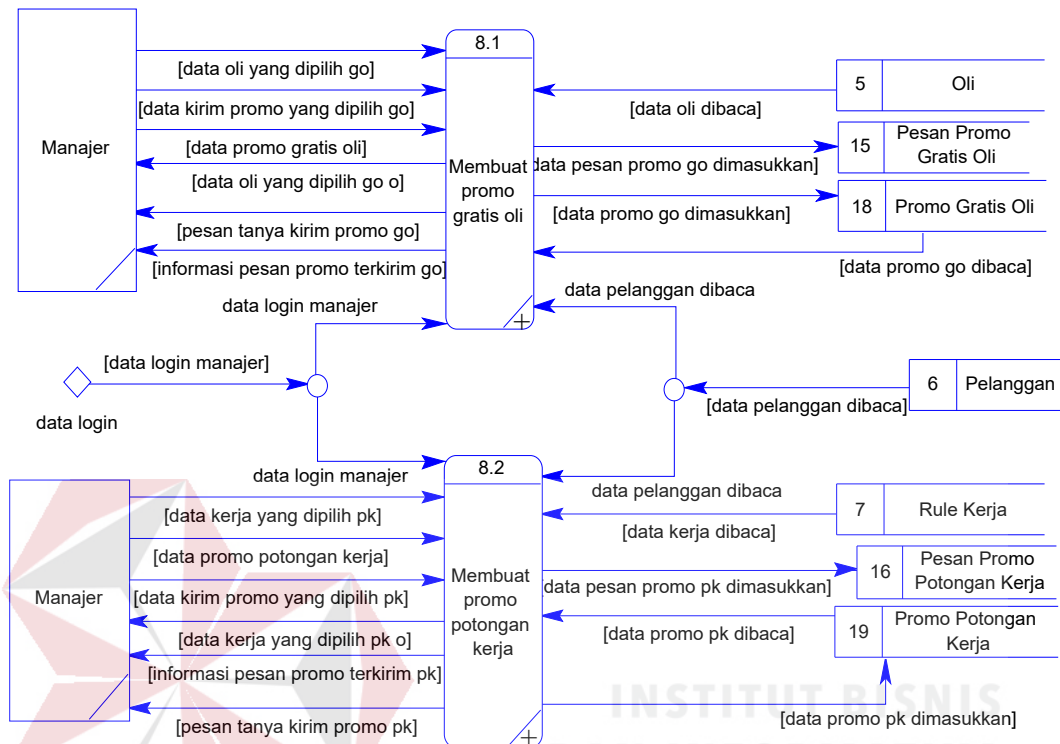 8.1
[data oli yang dipilih go]
5
Oli
[data kirim promo yang dipilih go]
[data oli dibaca]
Manajer
[data promo gratis oli]
15
Pesan Promo
Gratis Oli
Membuat
promo
gratis oli
data pesan promo go dimasukkan]
[data oli yang dipilih go o]
[data promo go dimasukkan]
18
Promo Gratis Oli
[pesan tanya kirim promo go]
[informasi pesan promo terkirim go]
[data promo go dibaca]
data login manajer
data pelanggan dibaca
[data login manajer]
6
Pelanggan
[data pelanggan dibaca]
data login
data login manajer
8.2
data pelanggan dibaca
[data kerja yang dipilih pk]
7
Rule Kerja
[data kerja dibaca]
[data promo potongan kerja]
Membuat
promo
potongan
kerja
[data pesan promo pk dimasukkan]
16
Pesan Promo
Potongan Kerja
Manajer
[data kirim promo yang dipilih pk]
[data kerja yang dipilih pk o]
[data promo pk dibaca]
19
Promo Potongan
Kerja
[informasi pesan promo terkirim pk]
[pesan tanya kirim promo pk]
[data promo pk dimasukkan]
INSTITUT BISNIS